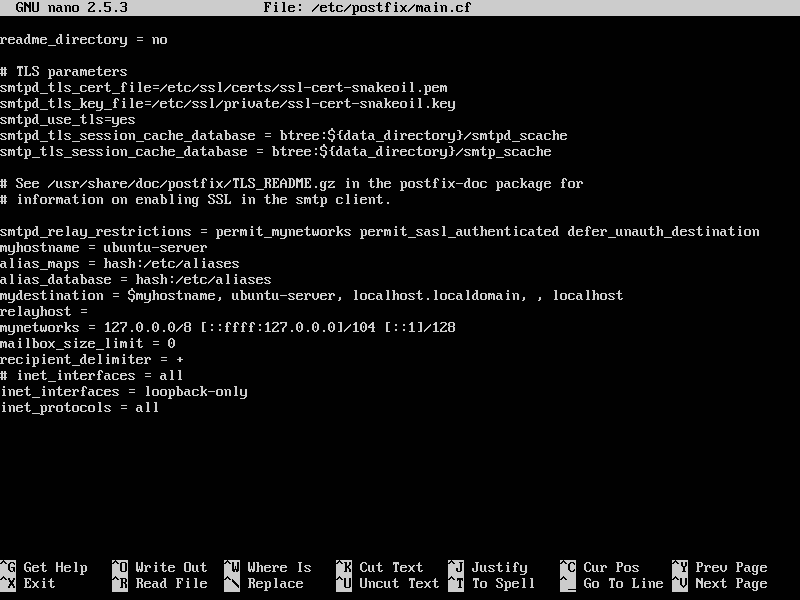 GNU nano 2.5.3 File: /etc/postfix/main.cf
readme_directory = no
# TLS parameters
smtpd_tls_cert_file=/etc/ssl/certs/ssl-cert-snakeoil.pem
smtpd_tls_key_file=/etc/ssl/private/ssl-cert-snakeoil.key
smtpd_use_tls=yes
smtpd_tls_session_cache_database = btree:${data_directory}/smtpd_scache
smtp_tls_session_cache_database = btree:${data_directory}/smtp_scache
# See /usr/share/doc/postfix/TLS_README.gz in the postfix-doc package for
# information on enabling SSL in the smtp client.
smtpd_relay_restrictions = permit_mynetworks permit_sasl_authenticated defer_unauth_destination
myhostname = ubuntu-server
alias_maps = hash:/etc/aliases
alias_database = hash:/etc/aliases
mydestination = $myhostname, ubuntu-server, localhost.localdomain, , localhost
relayhost =
mynetworks = 127.0.0.0/8 [::ffff:127.0.0.0]/104 [::1]/128
mailbox_size_limit = 0
recipient_delimiter = +
# inet_interfaces = all
inet_interfaces = loopback-only
inet_protocols = all
^G Get Help ^O Write Out ^W Where Is ^K Cut Text ^J Justify ^C Cur Pos ^Y Prev Page
^X Exit ^R Read File ^\ Replace ^U Uncut Text ^T To Spell ^_ Go To Line ^V Next Page